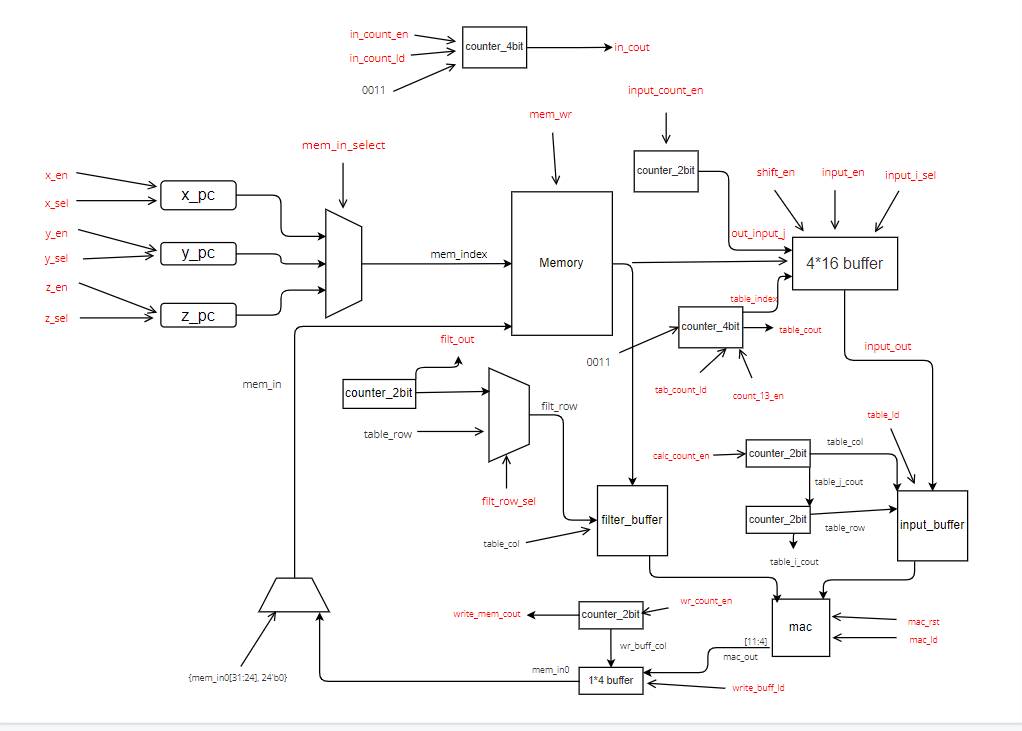 in_count_en
in_count_ld
0011
counter_4bit
in_cout
input_count_en
mem_wr
mem_in_select
counter_2bit
shift_en
input_en
input_i_sel
x_en
x_sel
x_pc
y_en
y_sel
y_pc
z_en
z_sel
z_pc
mem_index
Memory
out_input_j
4*16 buffer
table_index
counter_4bit
table_cout
0011
tab_count_ld
count_13_en
input_out
mem_in
filt_out
counter_2bit
table_row
filt_row
filt_row_sel
table_ld
calc_count_en
counter_2bit
table_col
table_j_cout
counter_2bit
table_row
table_i_cout
input_buffer
filter_buffer
table_col
write_mem_cout
counter_2bit
wr_count_en
wr_buff_col
mac
mac_rst
mac_ld
[11:4]
mac_out
mem_in0
1*4 buffer
write_buff_ld
{mem_in0[31:24], 24'b0}